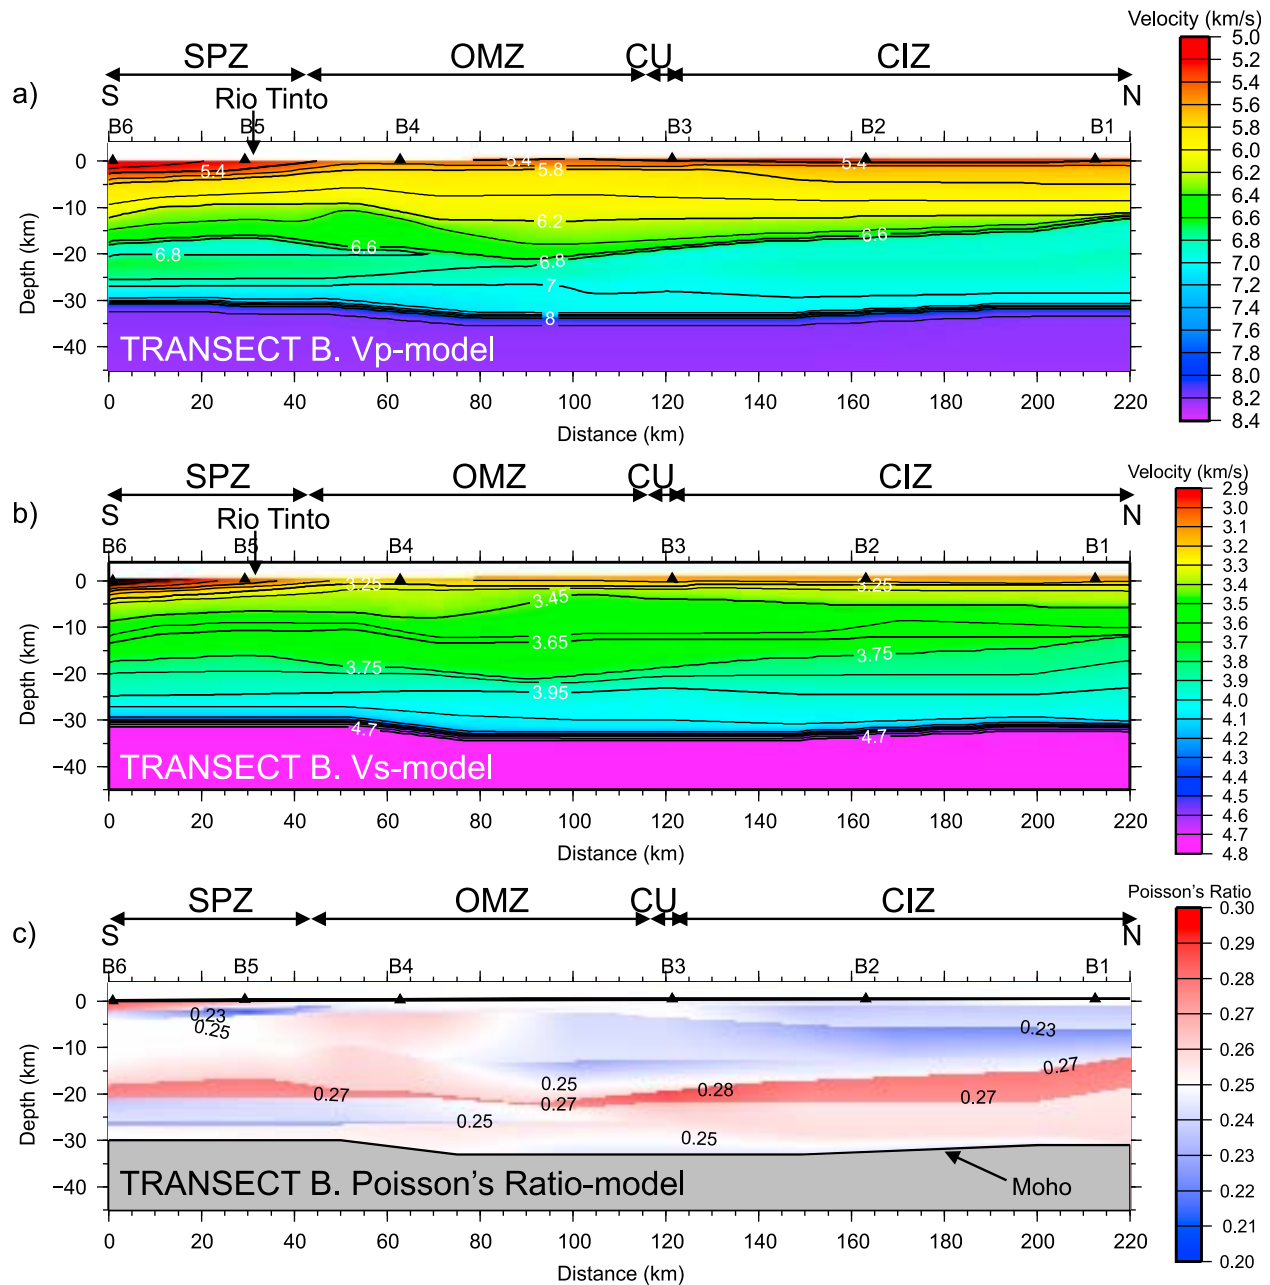 Velocity (km/s)
SPZ OMZ CU CIZ
a)
S Rio Tinto N
B6 B5 B4 B3 B2 B1
5.0
5.2
5.4
5.6
5.8
6.0
6.2
6.4
6.6
6.8
7.0
7.2
7.4
7.6
7.8
8.0
8.2
8.4
0
−10
−20
−30
−40
Depth (km)
5.4 5.4 5.4
5.8
6.2
6.6 6.6
6.8 6.8
7
8
TRANSECT B. Vp-model
0 20 40 60 80 100 120 140 160 180 200 220
Distance (km)
Velocity (km/s)
SPZ OMZ CU CIZ
b)
S Rio Tinto N
B6 B5 B4 B3 B2 B1
2.9
3.0
3.1
3.2
3.3
3.4
3.5
3.6
3.7
3.8
3.9
4.0
4.1
4.2
4.3
4.4
4.5
4.6
4.7
4.8
0
−10
−20
−30
−40
Depth (km)
3.25 3.25
3.45
3.65
3.75 3.75
3.95
4.7 4.7
TRANSECT B. Vs-model
0 20 40 60 80 100 120 140 160 180 200 220
Distance (km)
Poisson's Ratio
SPZ OMZ CU CIZ
c)
S N
B6 B5 B4 B3 B2 B1
0.30
0.29
0.28
0.27
0.26
0.25
0.24
0.23
0.22
0.21
0.20
0
−10
−20
−30
−40
Depth (km)
0.23 0.23
0.25
0.27
0.25 0.28
0.27 0.27 0.27
0.25 0.25
Moho
TRANSECT B. Poisson's Ratio-model
0 20 40 60 80 100 120 140 160 180 200 220
Distance (km)